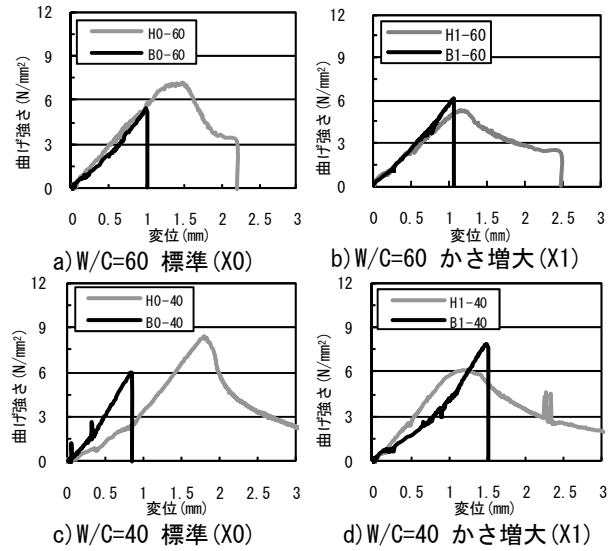 12
9
6
3
0
曲げ強さ(N/mm²)
H0-60
B0-60
0 0.5 1 1.5 2 2.5 3
変位(mm)
a)W/C=60 標準(X0)
12
9
6
3
0
曲げ強さ(N/mm²)
H1-60
B1-60
0 0.5 1 1.5 2 2.5 3
変位(mm)
b)W/C=60 かさ増大(X1)
12
9
6
3
0
曲げ強さ(N/mm²)
H0-40
B0-40
0 0.5 1 1.5 2 2.5 3
変位(mm)
c)W/C=40 標準(X0)
12
9
6
3
0
曲げ強さ(N/mm²)
H1-40
B1-40
0 0.5 1 1.5 2 2.5 3
変位(mm)
d)W/C=40 かさ増大(X1)